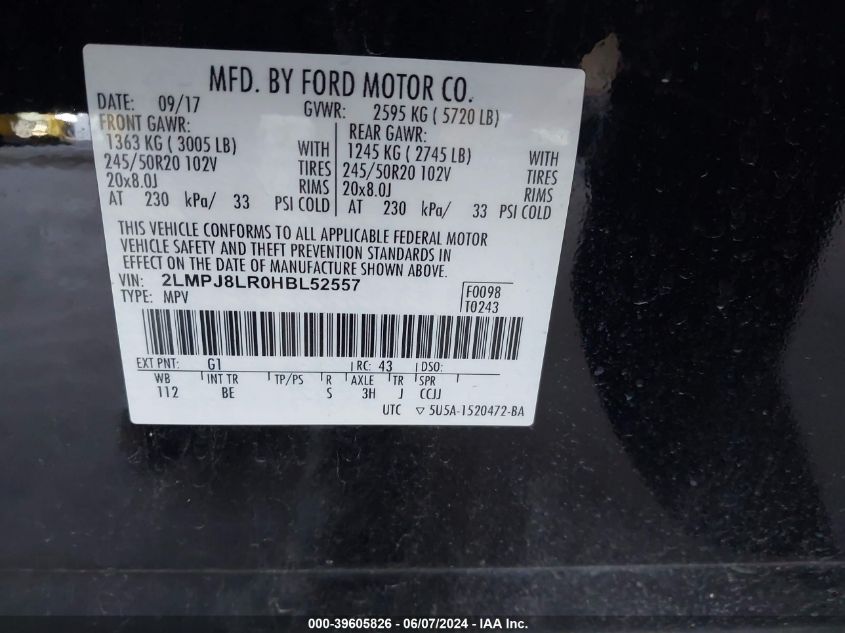 MFD. BY FORD MOTOR CO.
DATE: 09/17 GVWR: 2595 KG ( 5720 LB)
FRONT GAWR: REAR GAWR:
1363 KG ( 3005 LB) WITH 1245 KG ( 2745 LB) WITH
245/50R20 102V TIRES 245/50R20 102V TIRES
20x8.0J RIMS 20x8.0J RIMS
AT 230 kPa/ 33 PSI COLD AT 230 kPa/ 33 PSI COLD
THIS VEHICLE CONFORMS TO ALL APPLICABLE FEDERAL MOTOR
VEHICLE SAFETY AND THEFT PREVENTION STANDARDS IN
EFFECT ON THE DATE OF MANUFACTURE SHOWN ABOVE.
VIN: 2LMPJ8LR0HBL52557 F0098
TYPE: MPV T0243
EXT PNT: G1 RC: 43 DSO:
WB INT TR TP/PS R AXLE TR SPR
112 BE S 3H J CCJJ
UTC ▽ 5U5A-1520472-BA
000-39605826 - 06/07/2024 - IAA Inc.